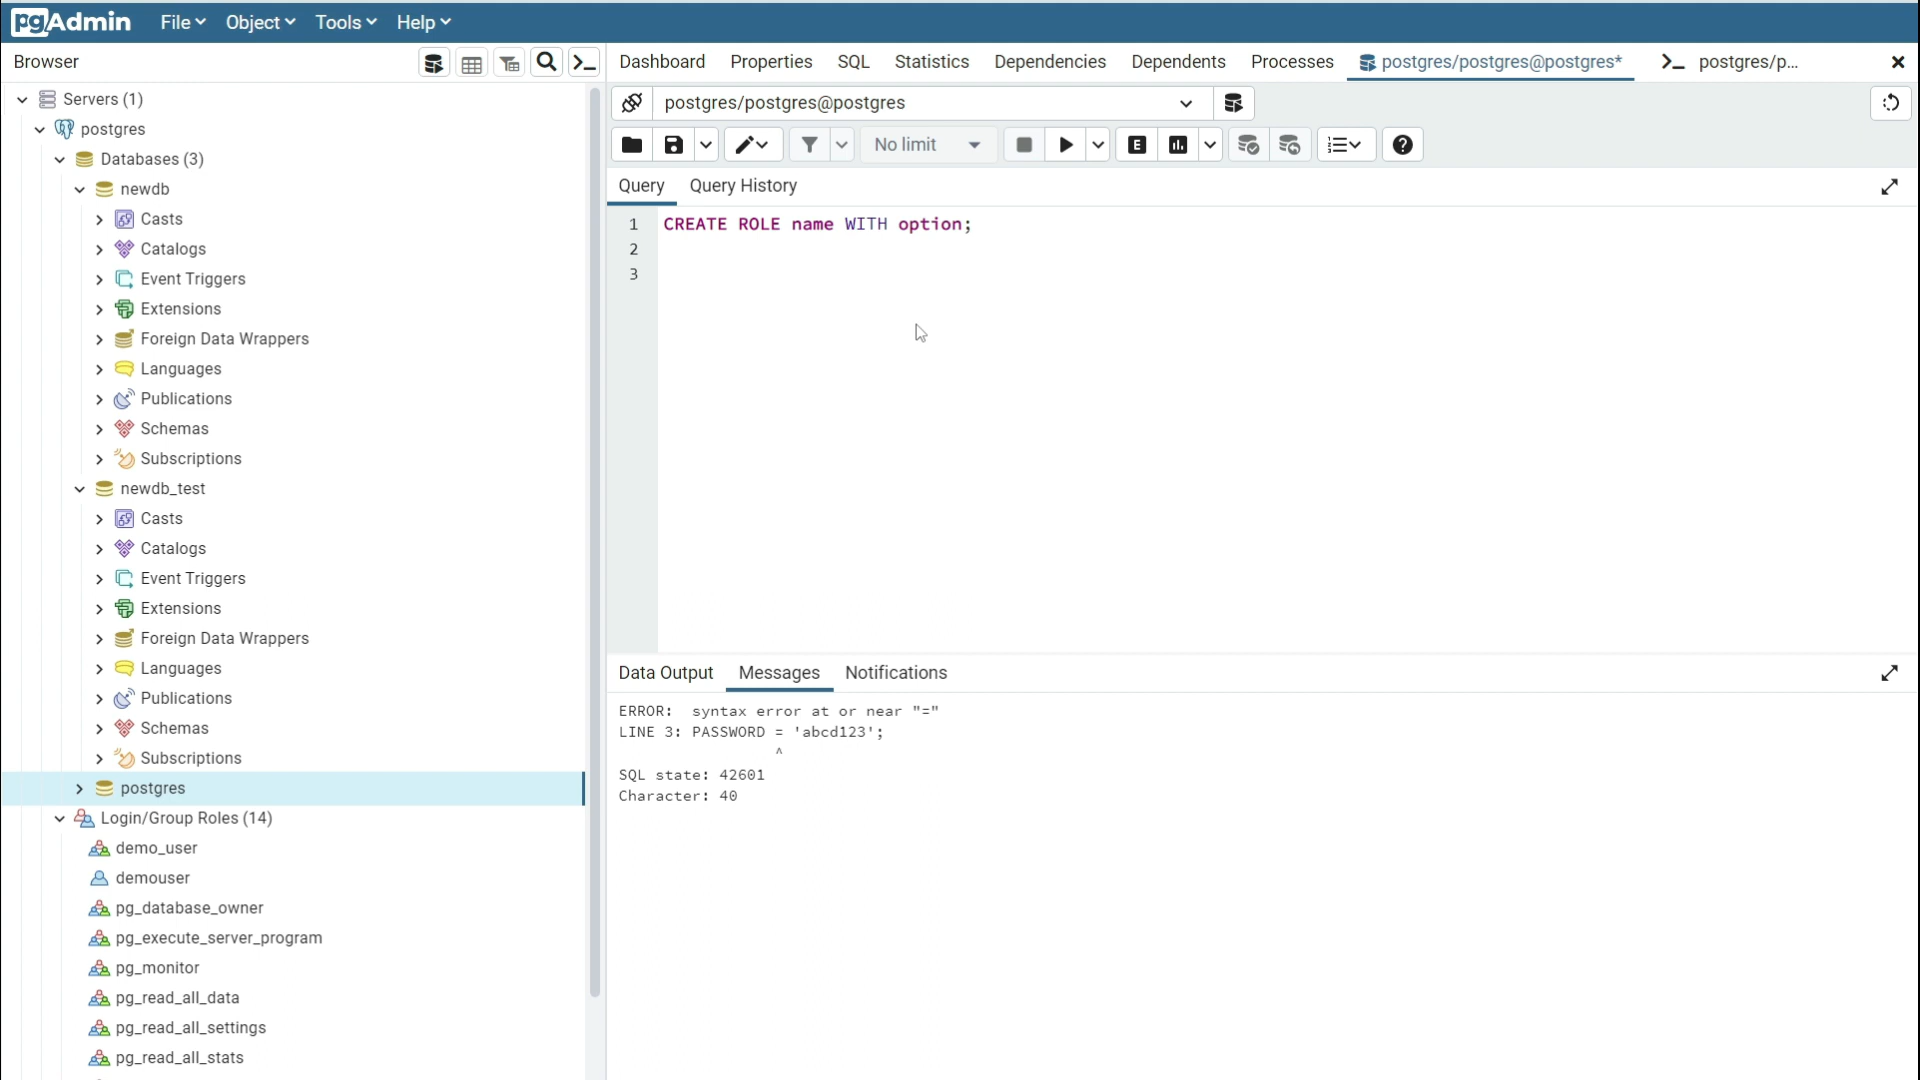 pgAdmin File Object Tools Help
Browser
Servers (1)
postgres
Databases (3)
newdb
Casts
Catalogs
Event Triggers
Extensions
Foreign Data Wrappers
Languages
Publications
Schemas
Subscriptions
newdb_test
Casts
Catalogs
Event Triggers
Extensions
Foreign Data Wrappers
Languages
Publications
Schemas
Subscriptions
postgres
Login/Group Roles (14)
demo_user
demouser
pg_database_owner
pg_execute_server_program
pg_monitor
pg_read_all_data
pg_read_all_settings
pg_read_all_stats
Dashboard Properties SQL Statistics Dependencies Dependents Processes postgres/postgres@postgres* postgres/p...
postgres/postgres@postgres
No limit E
Query Query History
1 CREATE ROLE name WITH option;
2
3
Data Output Messages Notifications
ERROR: syntax error at or near "="
LINE 3: PASSWORD = 'abcd123';
^
SQL state: 42601
Character: 40